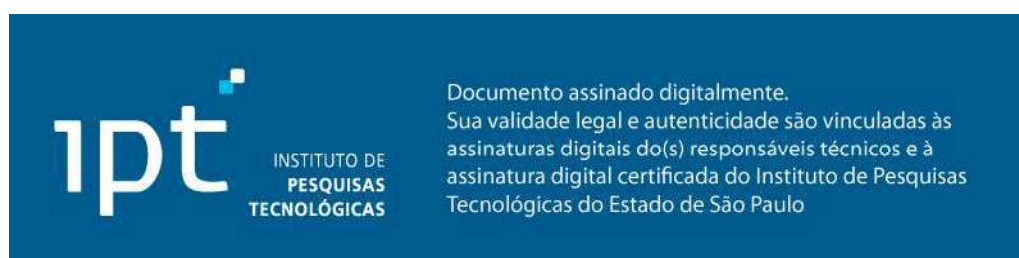 ipt
INSTITUTO DE
PESQUISAS
TECNOLÓGICAS
Documento assinado digitalmente.
Sua validade legal e autenticidade são vinculadas às
assinaturas digitais do(s) responsáveis técnicos e à
assinatura digital certificada do Instituto de Pesquisas
Tecnológicas do Estado de São Paulo